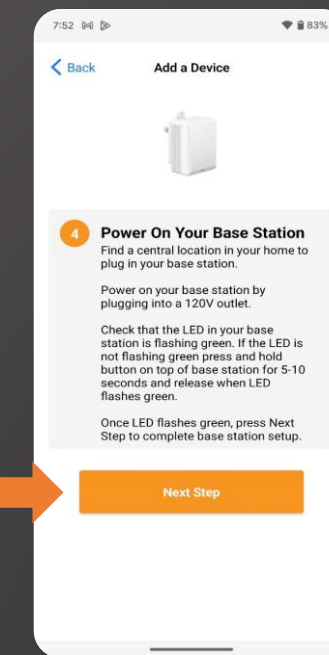 7:52 83%
Back Add a Device
4 Power On Your Base Station
Find a central location in your home to
plug in your base station.
Power on your base station by
plugging into a 120V outlet.
Check that the LED in your base
station is flashing green. If the LED is
not flashing green press and hold
button on top of base station for 5-10
seconds and release when LED
flashes green.
Once LED flashes green, press Next
Step to complete base station setup.
Next Step